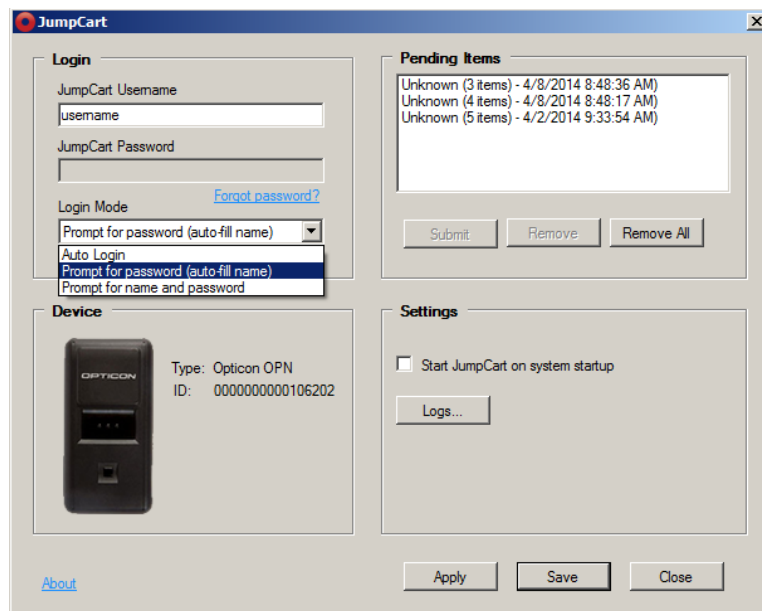 JumpCart
Login
JumpCart Username
username
JumpCart Password
Forgot password?
Login Mode
Prompt for password (auto-fill name)
Auto Login
Prompt for password (auto-fill name)
Prompt for name and password
Pending Items
Unknown (3 items) - 4/8/2014 8:48:36 AM)
Unknown (4 items) - 4/8/2014 8:48:17 AM)
Unknown (5 items) - 4/2/2014 9:33:54 AM)
Submit
Remove
Remove All
Device
OPTICON
Type: Opticon OPN
ID: 0000000000106202
Settings
Start JumpCart on system startup
Logs...
About
Apply
Save
Close